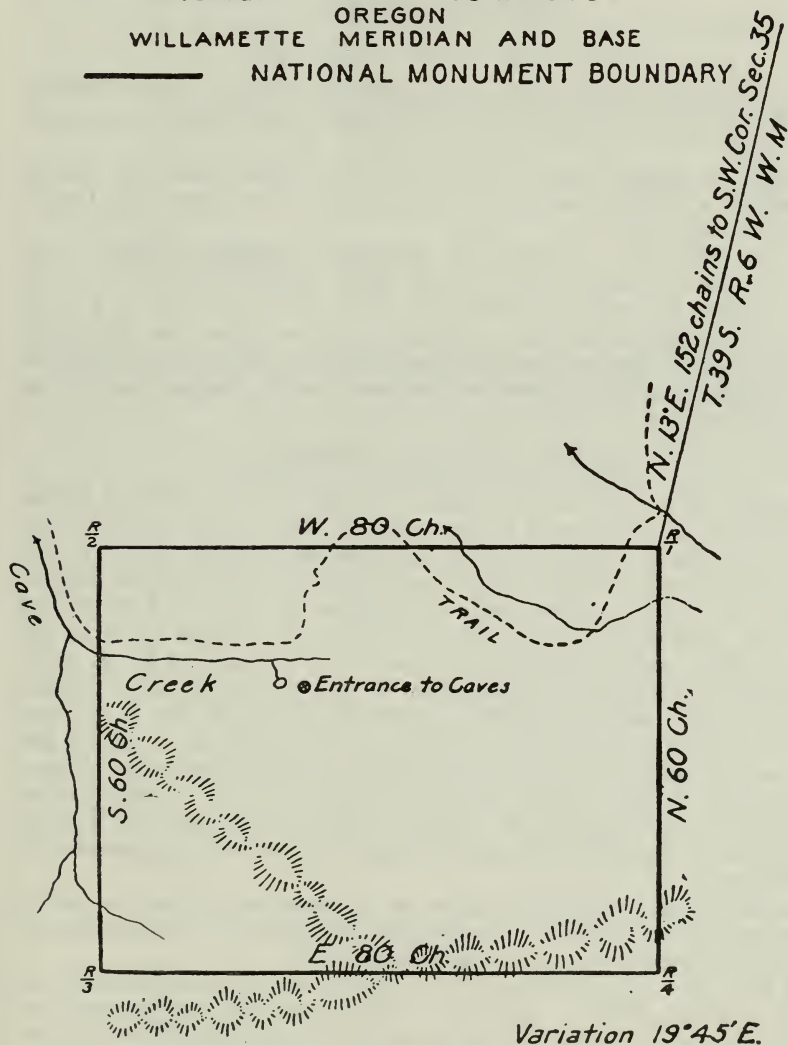 OREGON
WILLAMETTE MERIDIAN AND BASE
NATIONAL MONUMENT BOUNDARY
N. 13°E. 152 chains to S.W. Cor. Sec. 35
T. 39 S. R. 6 W. W. M
R/2
W. 80 Ch.
R/1
Cave
TRAIL
Creek
Entrance to Caves
S. 60 Ch.
N. 60 Ch.
R/3
E 80 Ch.
R/4
Variation 19°45'E.